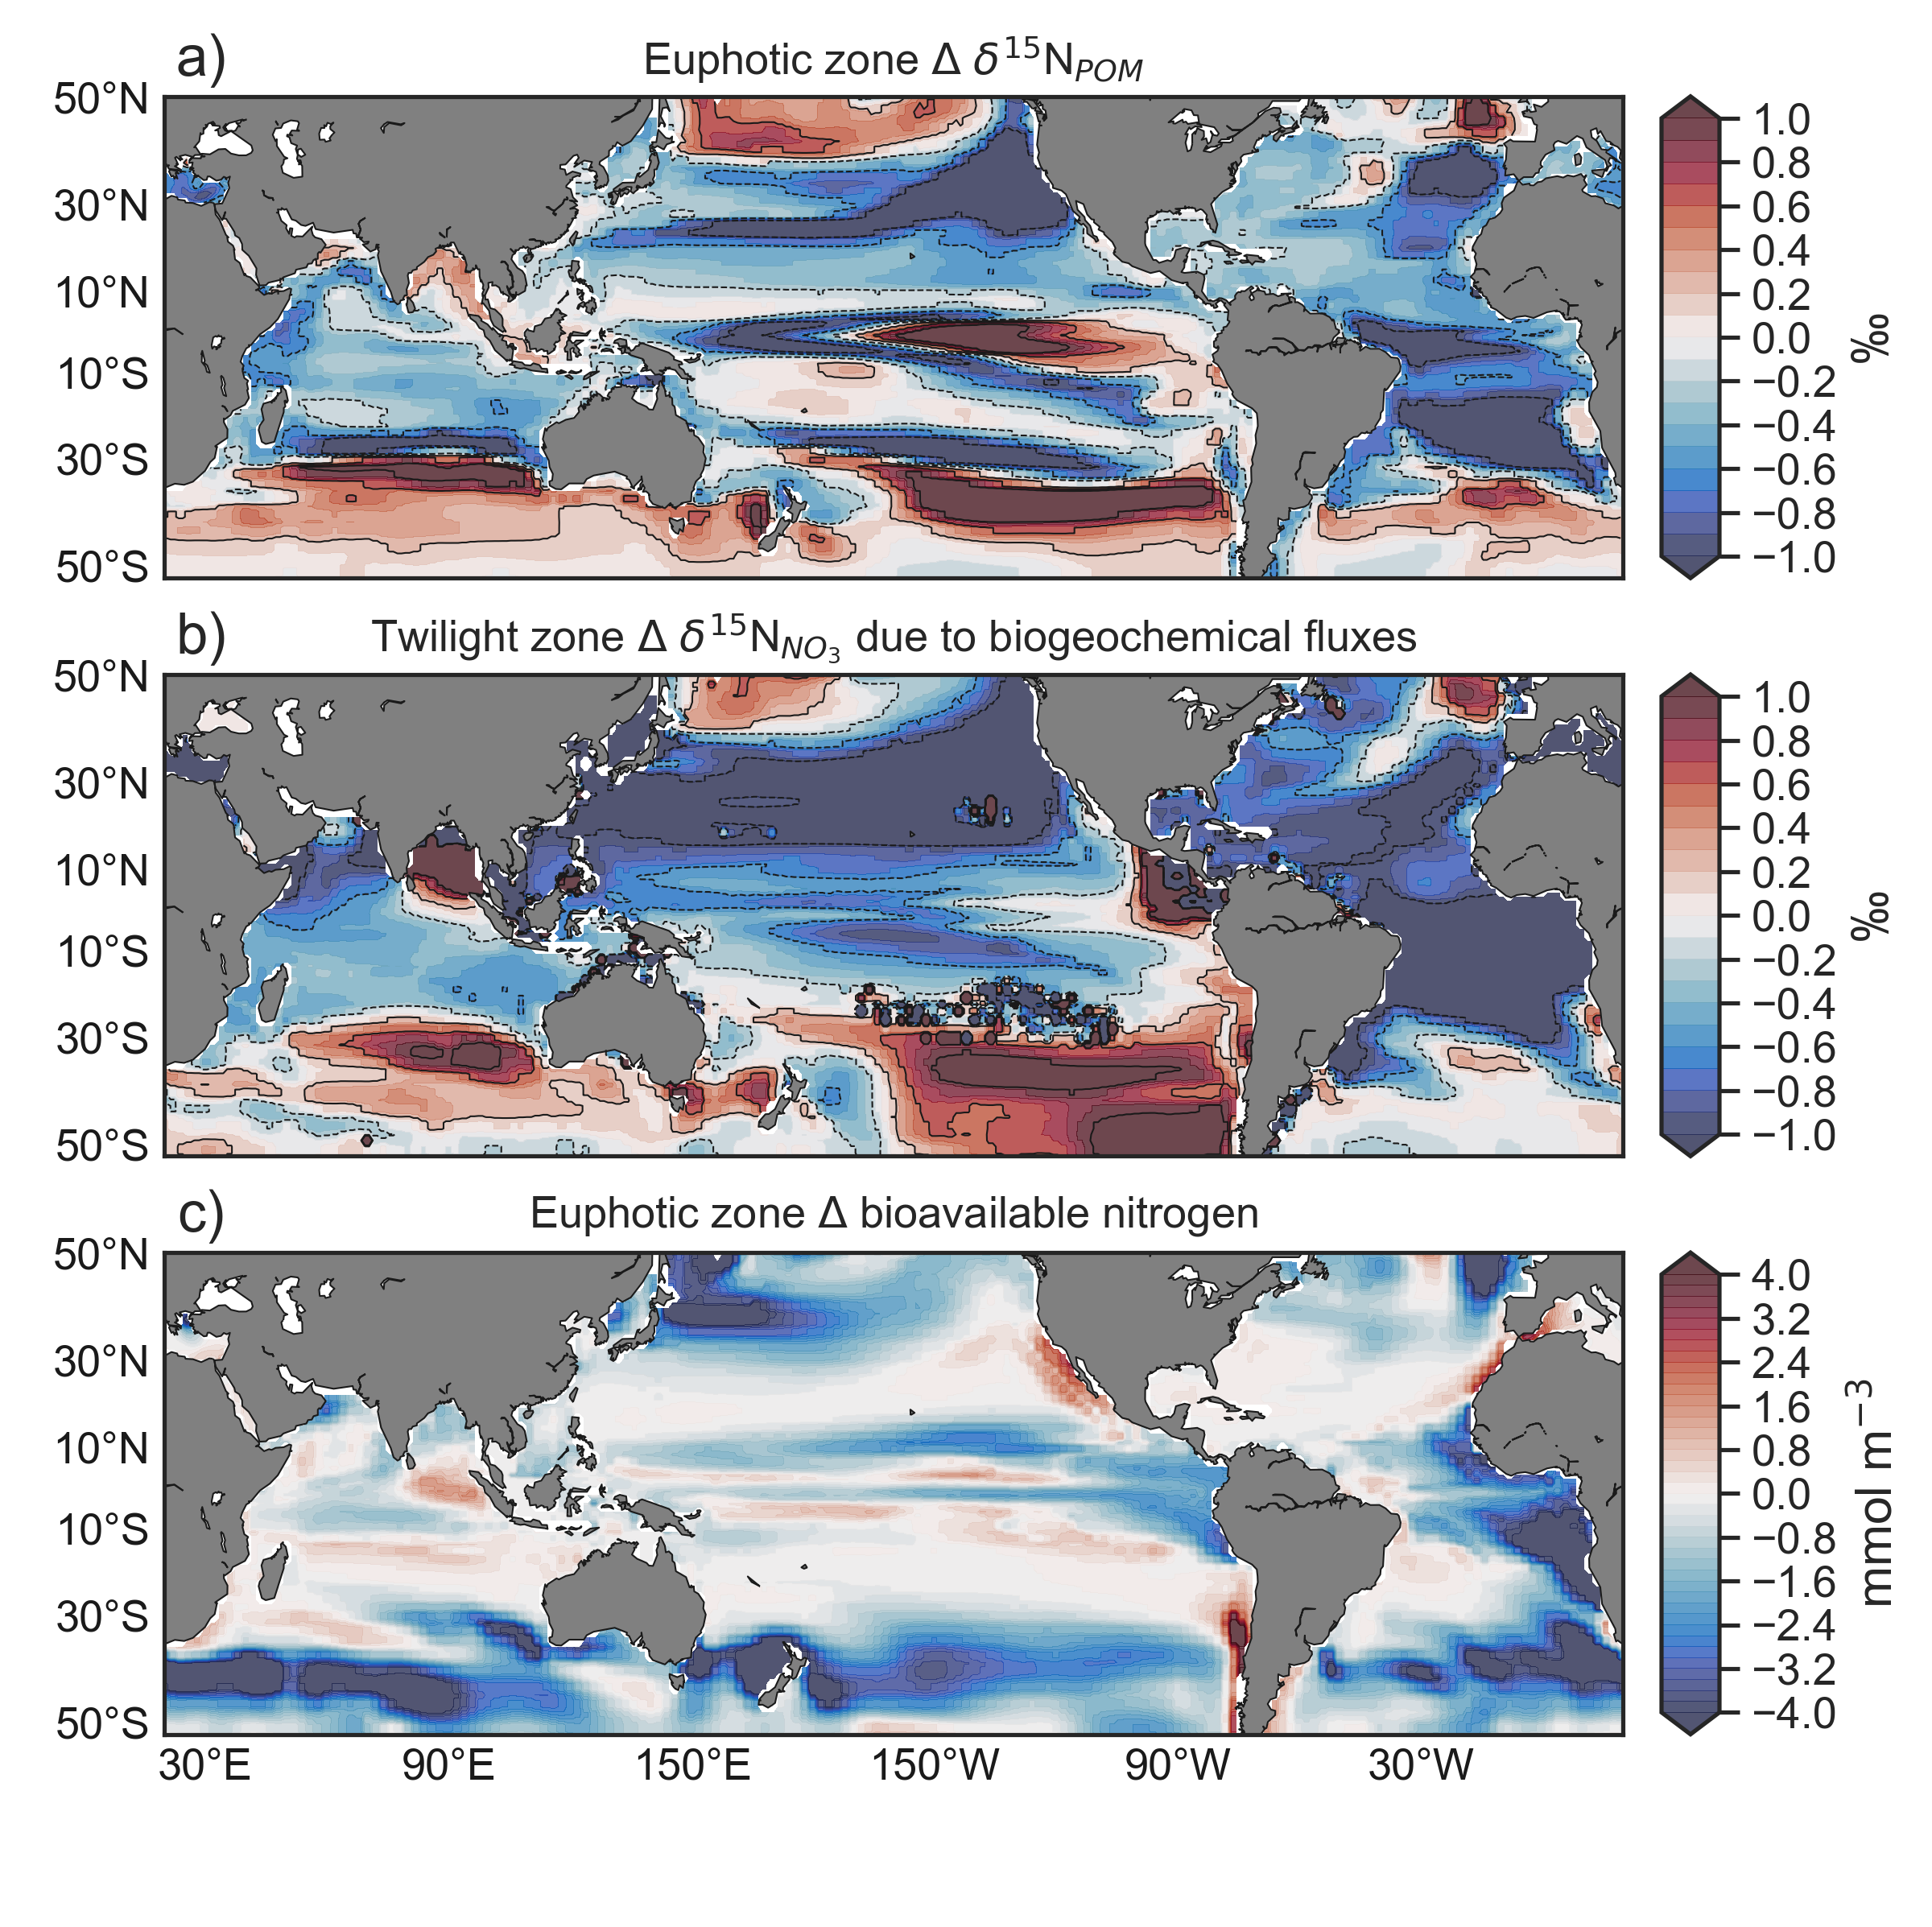 a)
Euphotic zone Δ δ¹⁵N_POM
50°N
30°N
10°N
10°S
30°S
50°S
1.0
0.8
0.6
0.4
0.2
0.0
−0.2
−0.4
−0.6
−0.8
−1.0
‰
b)
Twilight zone Δ δ¹⁵N_NO₃ due to biogeochemical fluxes
50°N
30°N
10°N
10°S
30°S
50°S
1.0
0.8
0.6
0.4
0.2
0.0
−0.2
−0.4
−0.6
−0.8
−1.0
‰
c)
Euphotic zone Δ bioavailable nitrogen
50°N
30°N
10°N
10°S
30°S
50°S
30°E 90°E 150°E 150°W 90°W 30°W
4.0
3.2
2.4
1.6
0.8
0.0
−0.8
−1.6
−2.4
−3.2
−4.0
mmol m⁻³